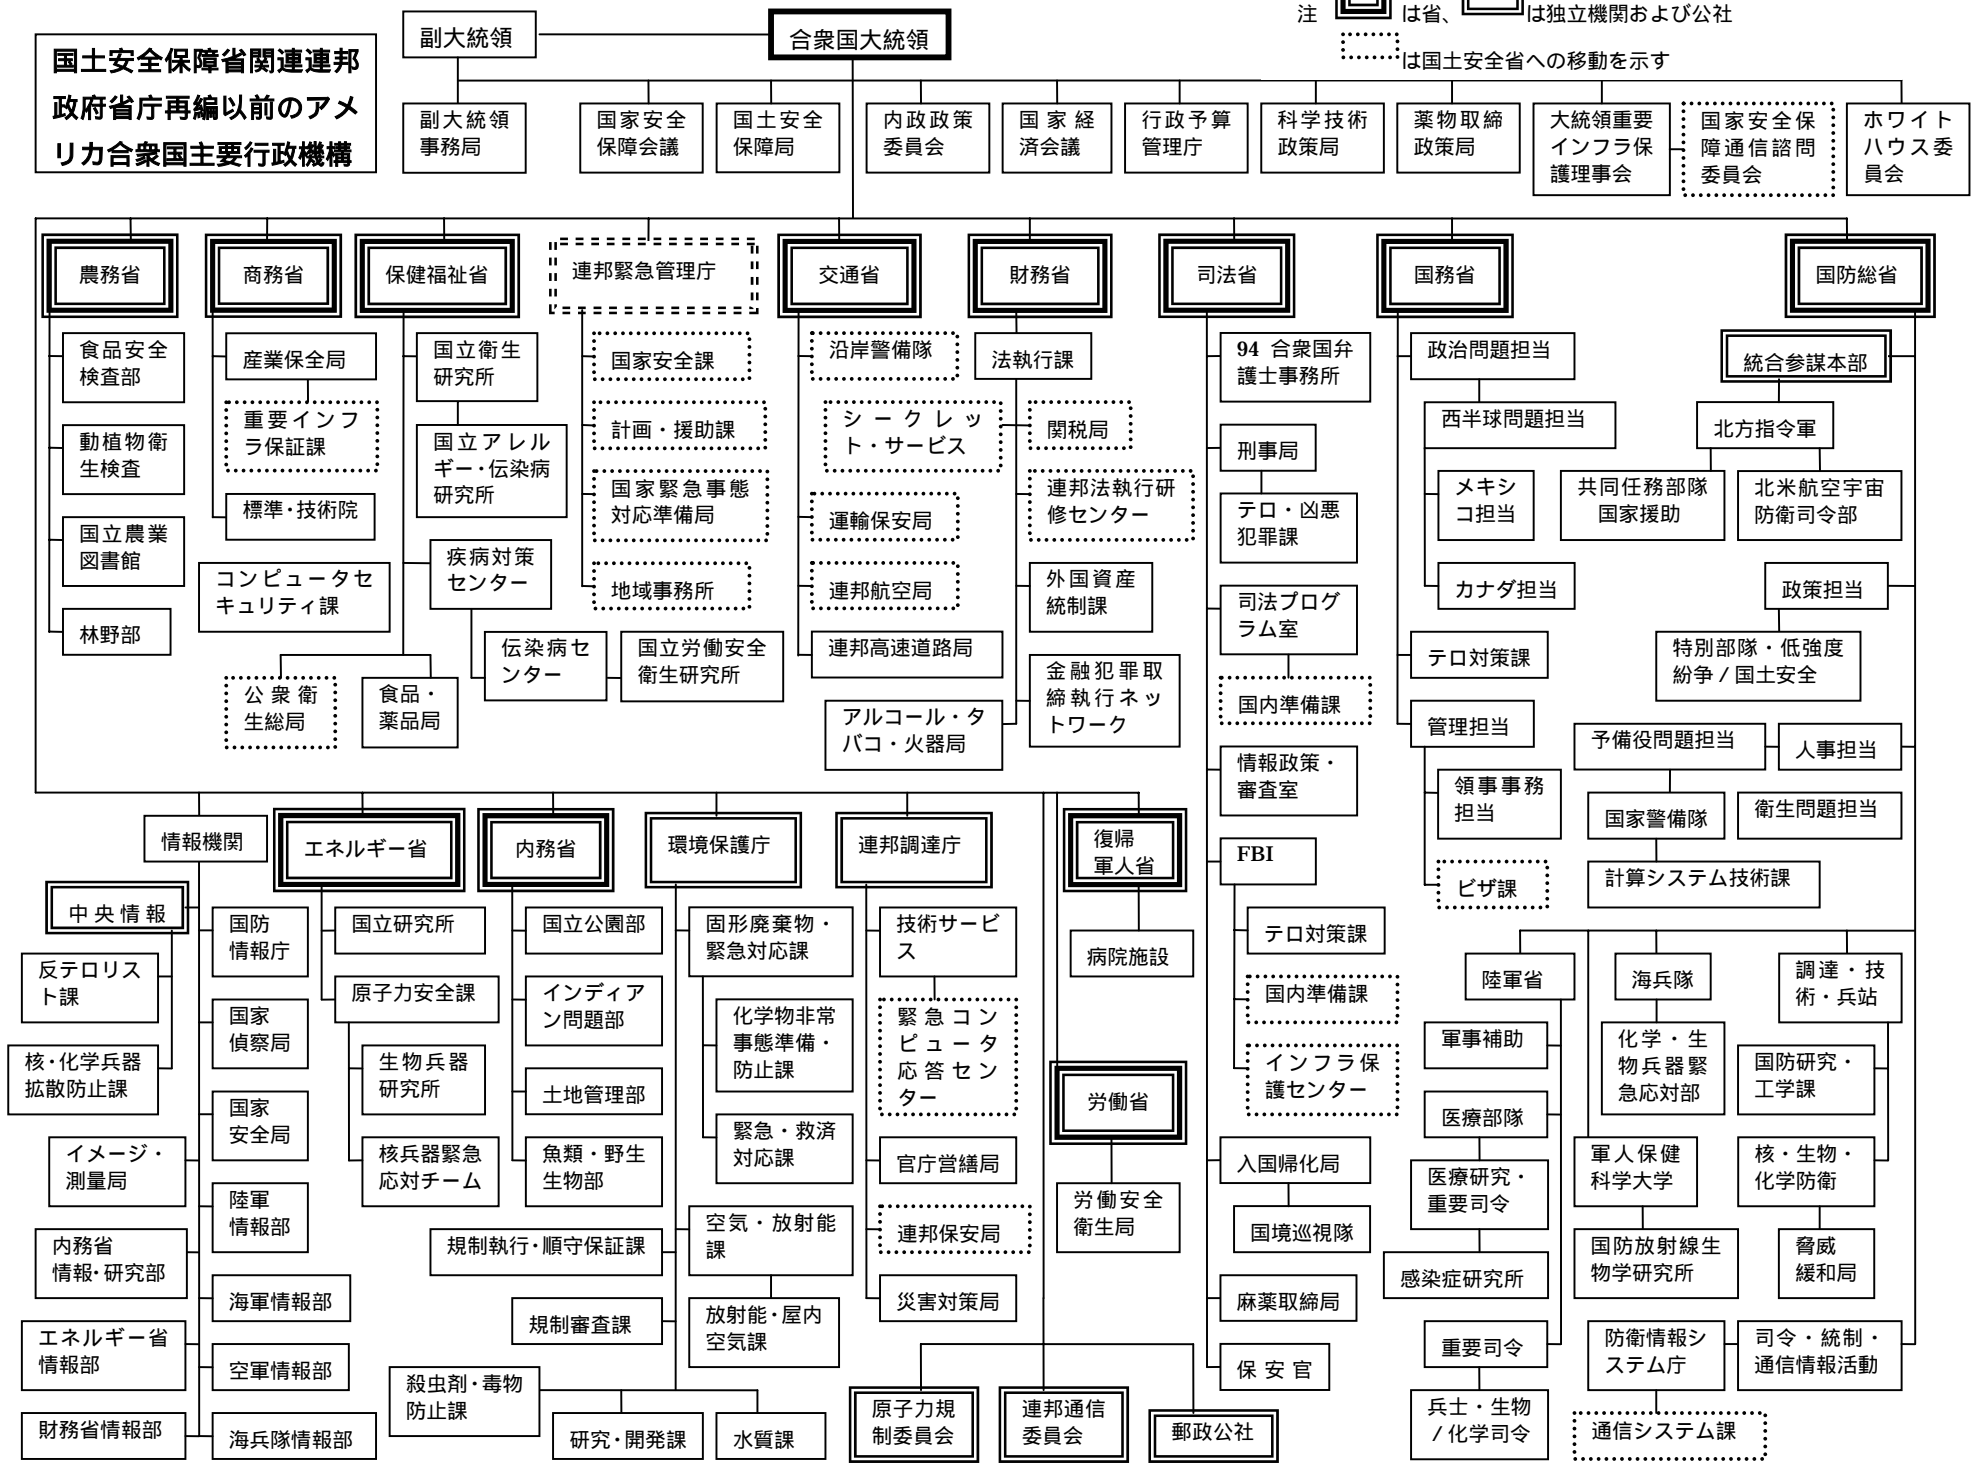 国土安全保障省関連連邦
政府省庁再編以前のアメ
リカ合衆国主要行政機構
副大統領
合衆国大統領
注 は省、 は独立機関および公社
は国土安全省への移動を示す
副大統領
事務局
国家安全
保障会議
国土安全
保障局
内政政策
委員会
国家経
済会議
行政予算
管理庁
科学技術
政策局
薬物取締
政策局
大統領重要
インフラ保
護理事会
国家安全保
障通信諮問
委員会
ホワイト
ハウス委
員会
農務省
食品安全
検査部
動植物衛
生検査
国立農業
図書館
林野部
商務省
産業保全局
重要インフ
ラ保証課
標準・技術院
コンピュータセ
キュリティ課
保健福祉省
国立衛生
研究所
国立アレル
ギー・伝染病
研究所
疾病対策
センター
伝染病セ
ンター
国立労働安全
衛生研究所
公衆衛
生総局
食品・
薬品局
連邦緊急管理庁
国家安全課
計画・援助課
国家緊急事態
対応準備局
地域事務所
交通省
沿岸警備隊
運輸保安局
連邦航空局
連邦高速道路局
財務省
法執行課
シークレッ
ト・サービス
関税局
連邦法執行研
修センター
外国資産
統制課
金融犯罪取
締執行ネッ
トワーク
アルコール・タ
バコ・火器局
司法省
94 合衆国弁
護士事務所
刑事局
テロ・凶悪
犯罪課
司法プログ
ラム室
国内準備課
情報政策・
審査室
FBI
テロ対策課
国内準備課
インフラ保
護センター
入国帰化局
国境巡視隊
麻薬取締局
保安官
国務省
政治問題担当
西半球問題担当
メキシ
コ担当
カナダ担当
テロ対策課
管理担当
領事事務
担当
ビザ課
国防総省
統合参謀本部
北方指令軍
共同任務部隊
国家援助
北米航空宇宙
防衛司令部
政策担当
特別部隊・低強度
紛争/国土安全
予備役問題担当
人事担当
国家警備隊
衛生問題担当
計算システム技術課
陸軍省
軍事補助
医療部隊
医療研究・
重要司令
感染症研究所
重要司令
兵士・生物
/化学司令
海兵隊
化学・生
物兵器緊
急応対部
軍人保健
科学大学
国防放射線生
物学研究所
調達・技
術・兵站
国防研究・
工学課
核・生物・
化学防衛
脅威
緩和局
防衛情報シ
ステム庁
司令・統制・
通信情報活動
通信システム課
情報機関
中央情報
反テロリス
ト課
核・化学兵器
拡散防止課
イメージ・
測量局
内務省
情報・研究部
エネルギー省
情報部
財務省情報部
国防
情報庁
国家
偵察局
国家
安全局
陸軍
情報部
海軍情報部
空軍情報部
海兵隊情報部
エネルギー省
国立研究所
原子力安全課
生物兵器
研究所
核兵器緊急
応対チーム
内務省
国立公園部
インディア
ン問題部
土地管理部
魚類・野生
生物部
環境保護庁
固形廃棄物・
緊急対応課
化学物非常
事態準備・
防止課
緊急・救済
対応課
空気・放射能
課
放射能・屋内
空気課
規制執行・順守保証課
規制審査課
殺虫剤・毒物
防止課
研究・開発課
水質課
連邦調達庁
技術サービ
ス
緊急コン
ピュータ
応答セン
ター
官庁営繕局
連邦保安局
災害対策局
復帰
軍人省
病院施設
労働省
労働安全
衛生局
原子力規
制委員会
連邦通信
委員会
郵政公社